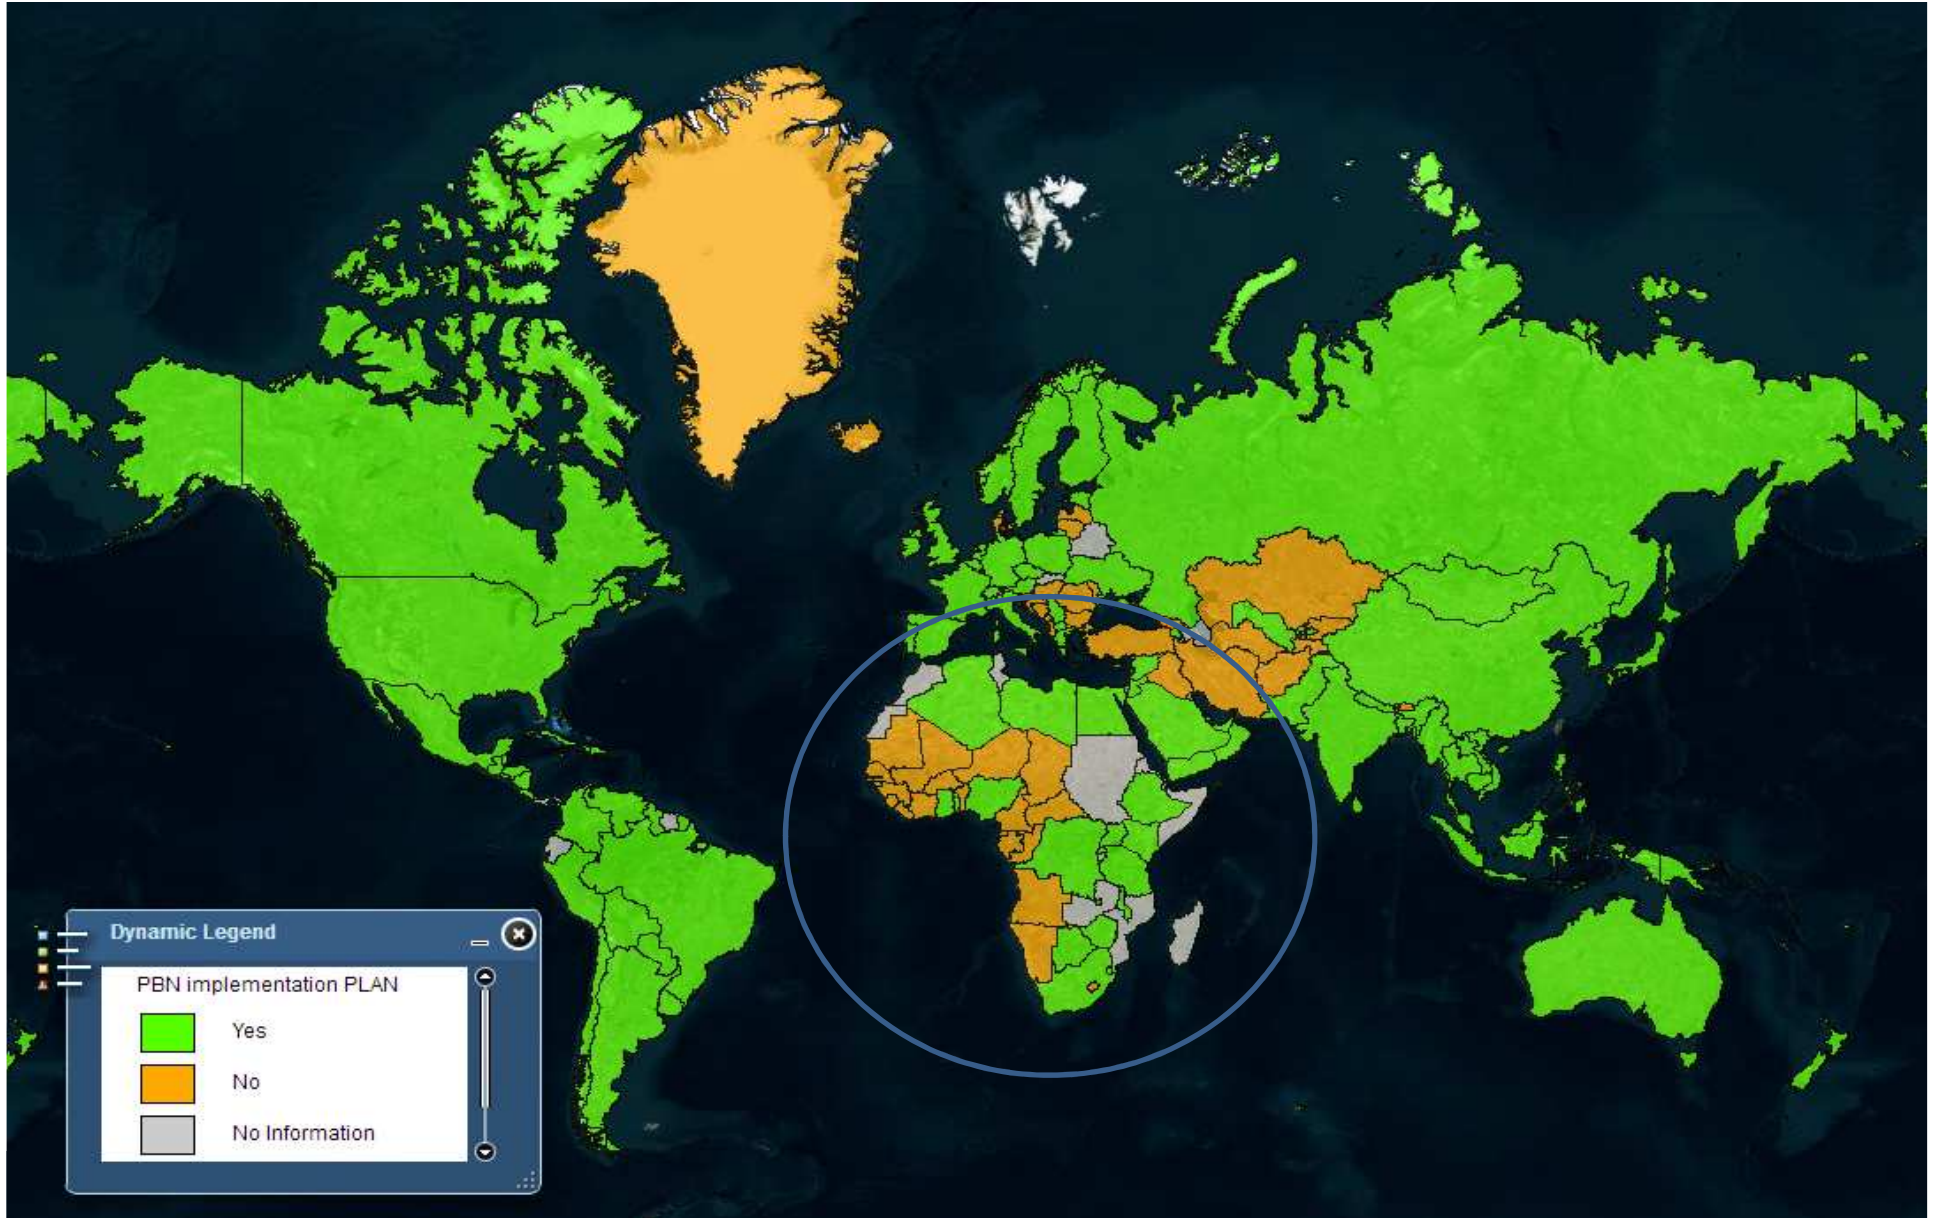 Dynamic Legend
PBN implementation PLAN
Yes
No
No Information